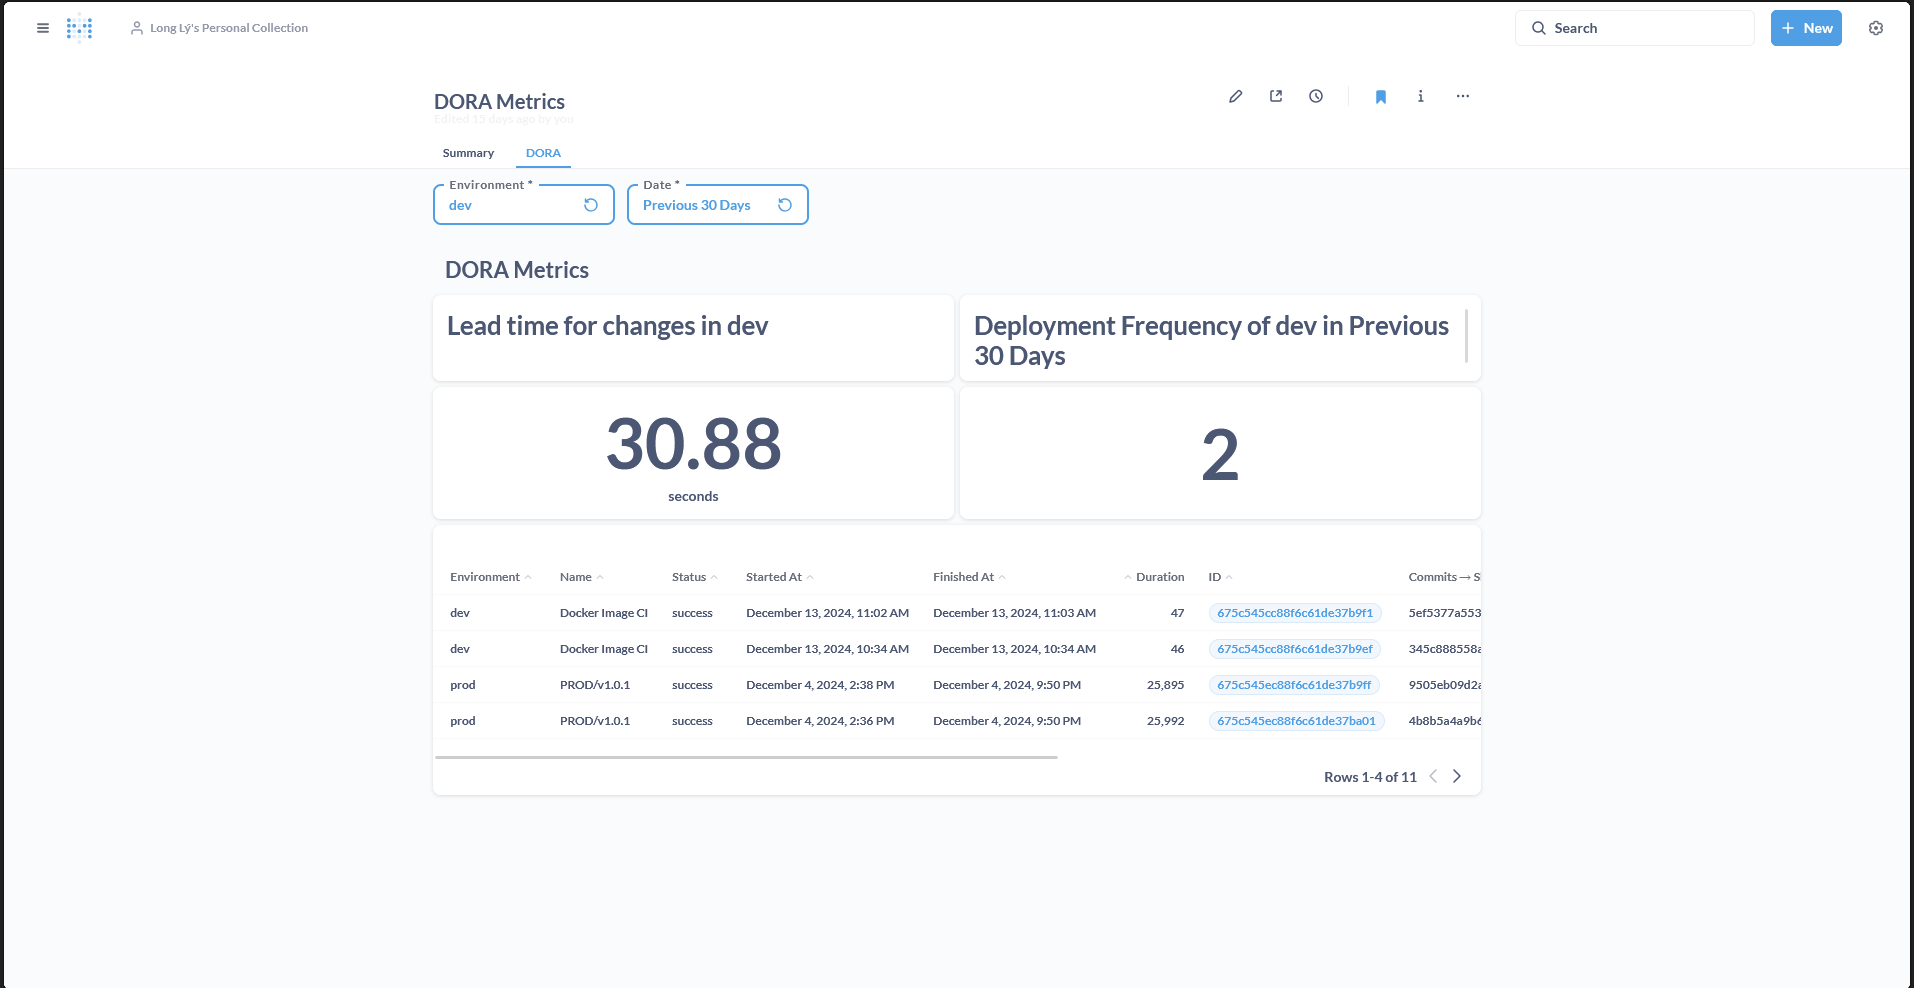 Long Lý's Personal Collection
Search
New
DORA Metrics
Edited 15 days ago by you
Summary
DORA
Environment *
dev
Date *
Previous 30 Days
DORA Metrics
Lead time for changes in dev
Deployment Frequency of dev in Previous
30 Days
30.88
seconds
2
Environment Name Status Started At Finished At Duration ID Commits → S
dev Docker Image CI success December 13, 2024, 11:02 AM December 13, 2024, 11:03 AM 47 675c545cc88f6c61de37b9f1 5ef5377a553
dev Docker Image CI success December 13, 2024, 10:34 AM December 13, 2024, 10:34 AM 46 675c545cc88f6c61de37b9ef 345c888558a
prod PROD/v1.0.1 success December 4, 2024, 2:38 PM December 4, 2024, 9:50 PM 25,895 675c545ec88f6c61de37b9ff 9505eb09d2a
prod PROD/v1.0.1 success December 4, 2024, 2:36 PM December 4, 2024, 9:50 PM 25,992 675c545ec88f6c61de37ba01 4b8b5a4a9b6
Rows 1-4 of 11